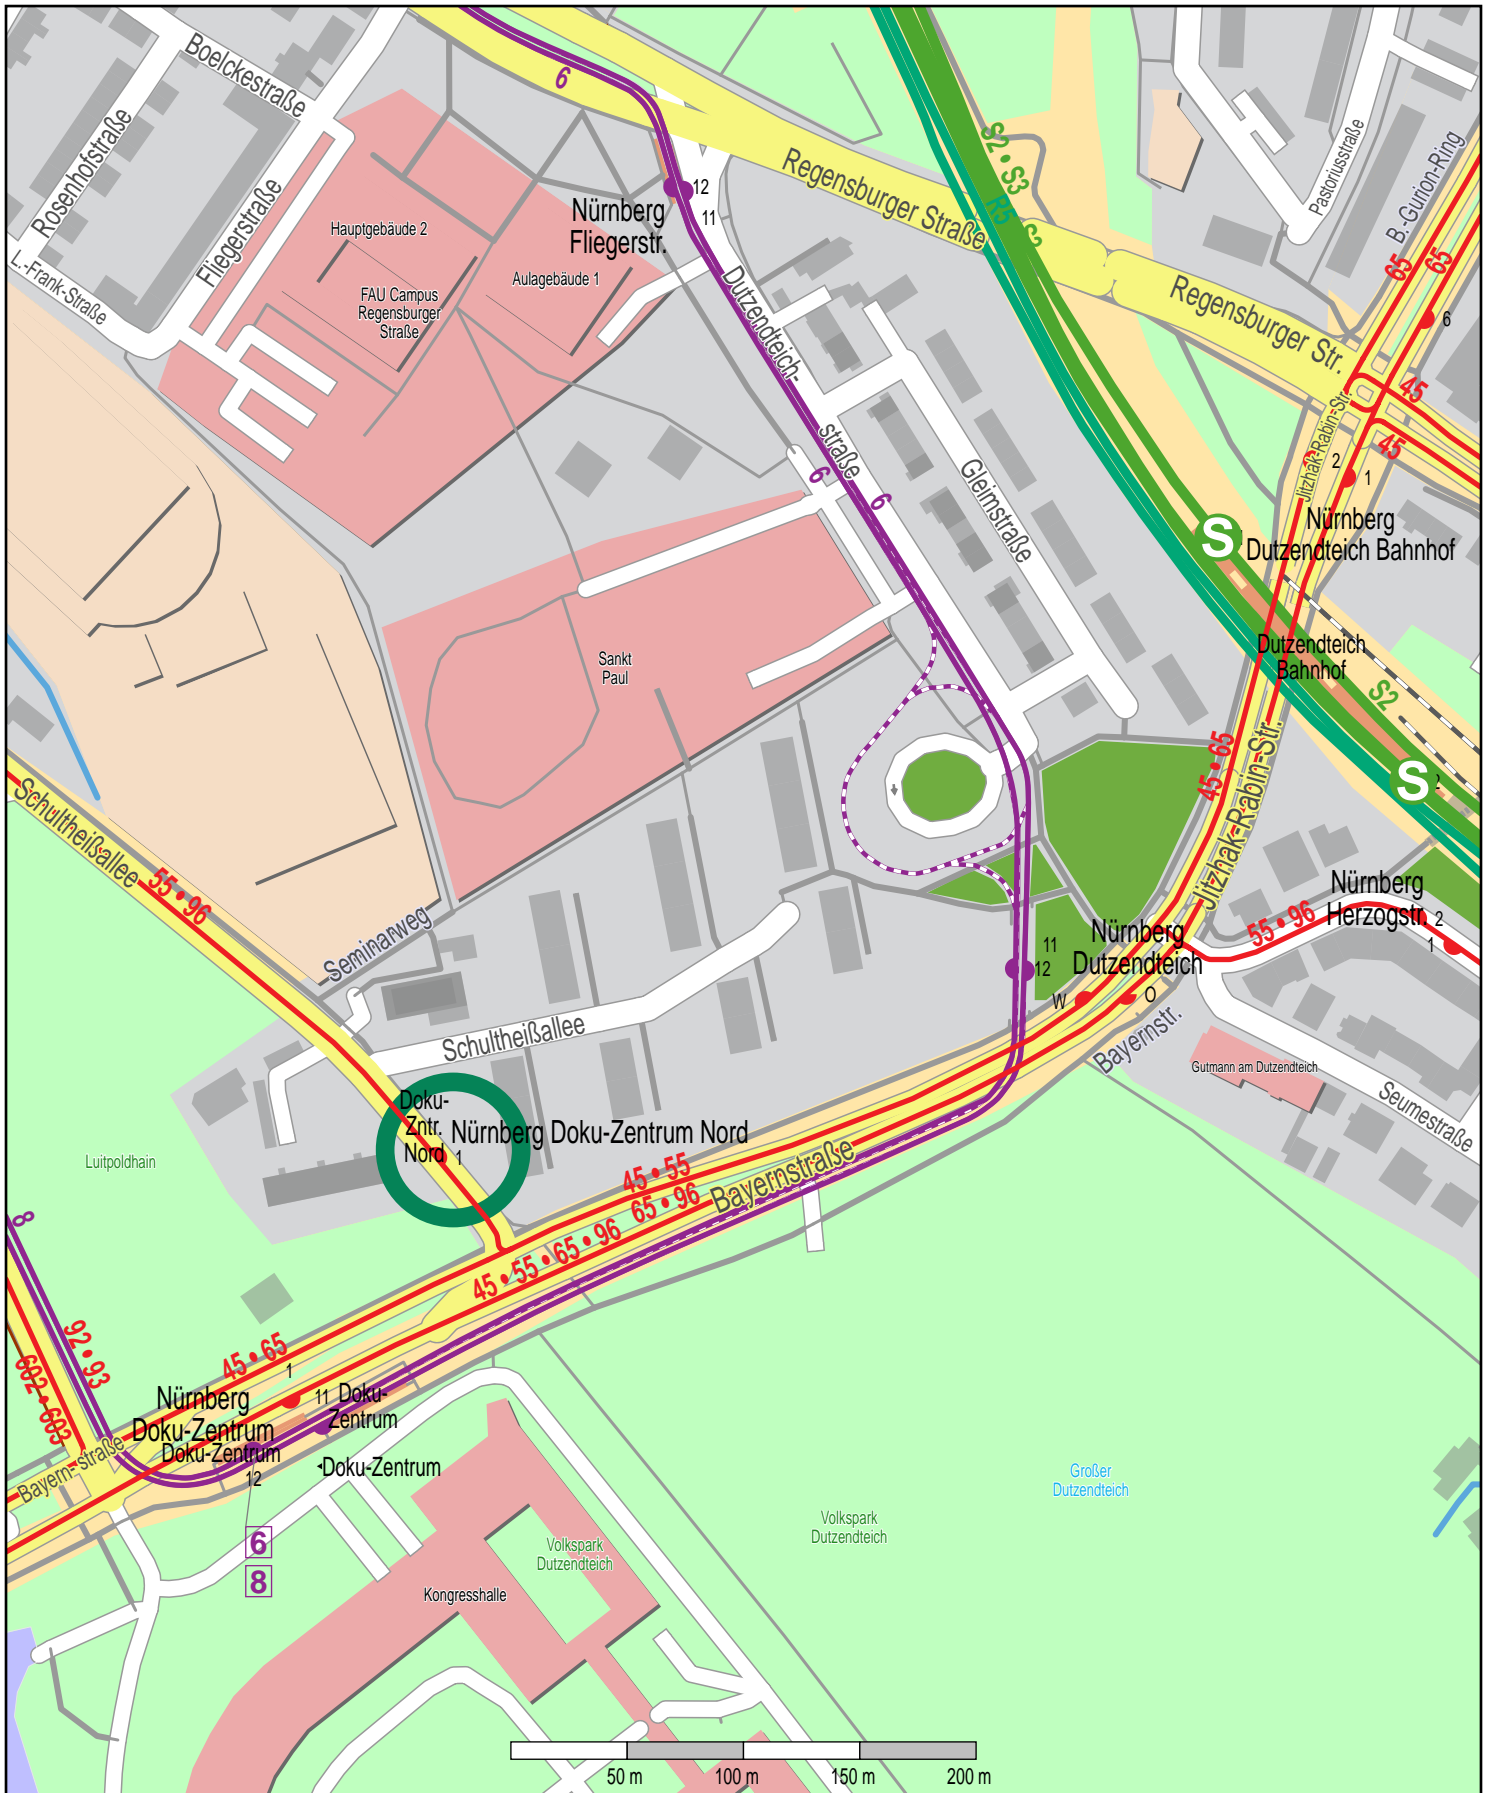 Boelckestraße
Rosenhofstraße
Fliegerstraße
L.-Frank-Straße
Hauptgebäude 2
FAU Campus
Regensburger
Straße
Aulagebäude 1
6
12
11
Nürnberg
Fliegerstr.
Regensburger Straße
S2 • S3
R5
S2
Pastoriusstraße
B.-Gurion-Ring
65
65
6
Regensburger Str.
45
45
Jitzhak-Rabin-Str.
2
1
Dutzendteich-
straße
6
6
Gleimstraße
S
Nürnberg
Dutzendteich Bahnhof
Dutzendteich
Bahnhof
S2
S
2
Sankt
Paul
45 • 65
Jitzhak-Rabin-Str.
Schultheißallee
55 • 96
Seminarweg
Schultheißallee
Nürnberg
Herzogstr.
2
1
55 • 96
11
12
Nürnberg
Dutzendteich
W
O
Bayernstr.
Gutmann am Dutzendteich
Seumestraße
Doku-
Zntr.
Nord
1
Nürnberg Doku-Zentrum Nord
Luitpoldhain
45 • 55
65 • 96
Bayernstraße
45 • 55 • 65 • 96
8
92 • 93
602 • 603
45 • 65
1
11
Doku-
Zentrum
Nürnberg
Doku-Zentrum
Doku-Zentrum
12
Doku-Zentrum
Bayern-straße
6
8
Volkspark
Dutzendteich
Kongresshalle
Volkspark
Dutzendteich
Großer
Dutzendteich
50 m
100 m
150 m
200 m